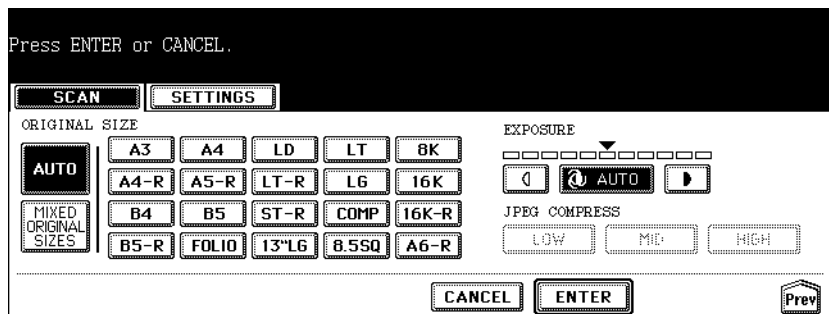 Press ENTER or CANCEL.
SCAN SETTINGS
ORIGINAL SIZE
AUTO
MIXED
ORIGINAL
SIZES
A3 A4 LD LT 8K
A4-R A5-R LT-R LG 16K
B4 B5 ST-R COMP 16K-R
B5-R FOLIO 13"LG 8.5SQ A6-R
EXPOSURE
AUTO
JPEG COMPRESS
LOW MID HIGH
CANCEL ENTER
Prev